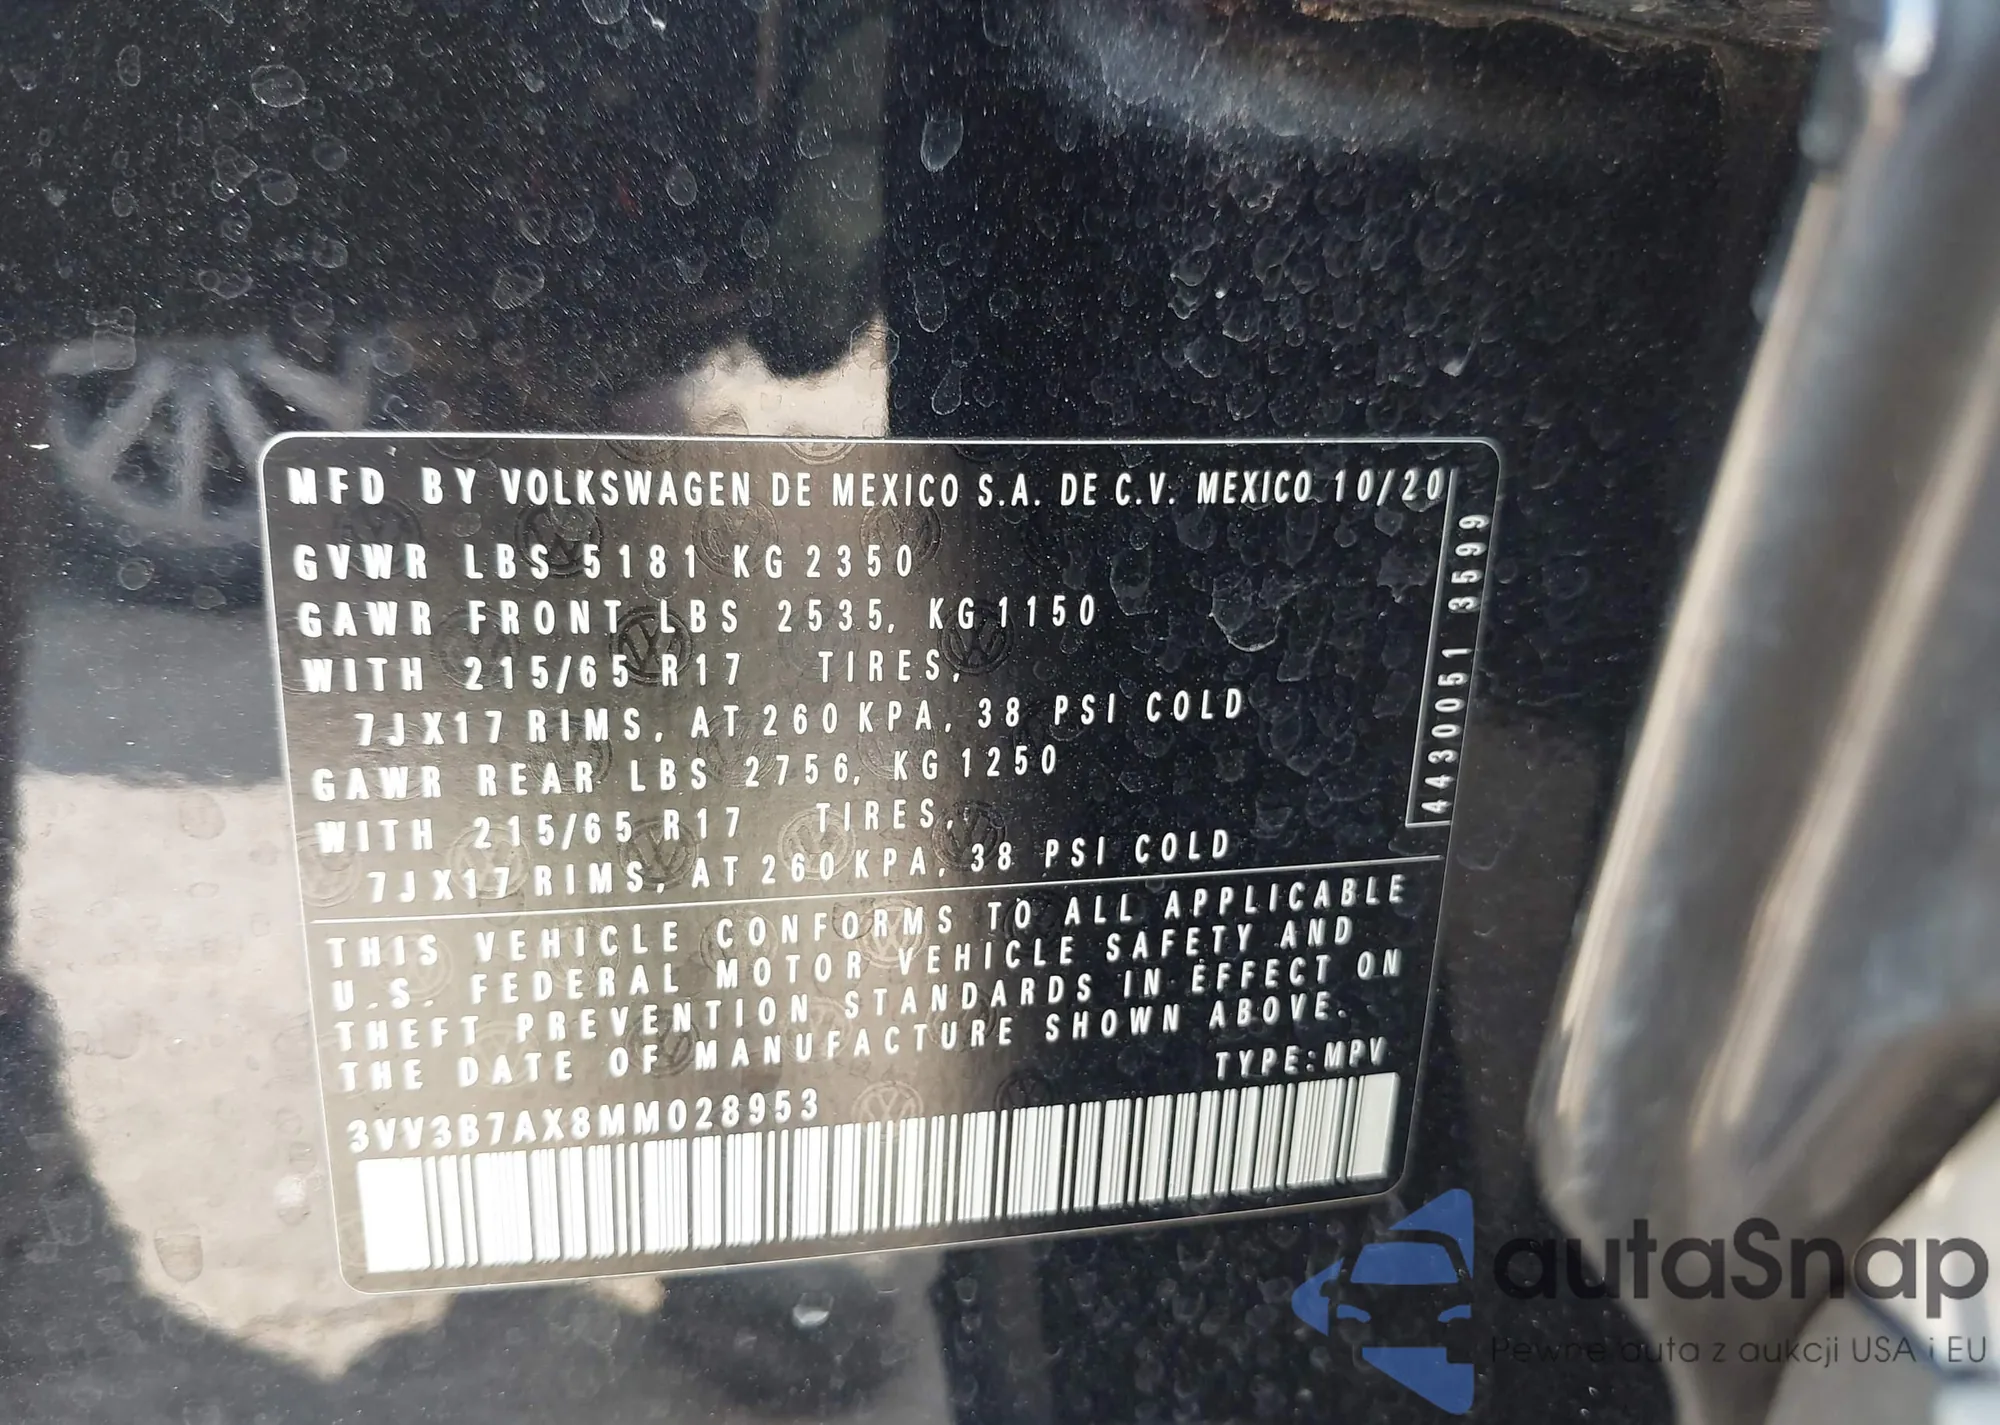 MFD BY VOLKSWAGEN DE MEXICO S.A. DE C.V. MEXICO 10/20
GVWR LBS 5181 KG 2350
GAWR FRONT LBS 2535, KG 1150
WITH 215/65 R17 TIRES,
7JX17 RIMS, AT 260 KPA, 38 PSI COLD
GAWR REAR LBS 2756, KG 1250
WITH 215/65 R17 TIRES,
7JX17 RIMS, AT 260 KPA, 38 PSI COLD
4430051 3599
THIS VEHICLE CONFORMS TO ALL APPLICABLE
U.S. FEDERAL MOTOR VEHICLE SAFETY AND
THEFT PREVENTION STANDARDS IN EFFECT ON
THE DATE OF MANUFACTURE SHOWN ABOVE.
TYPE:MPV
3VV3B7AX8MM028953
autaSnap
Pewne auta z aukcji USA i EU